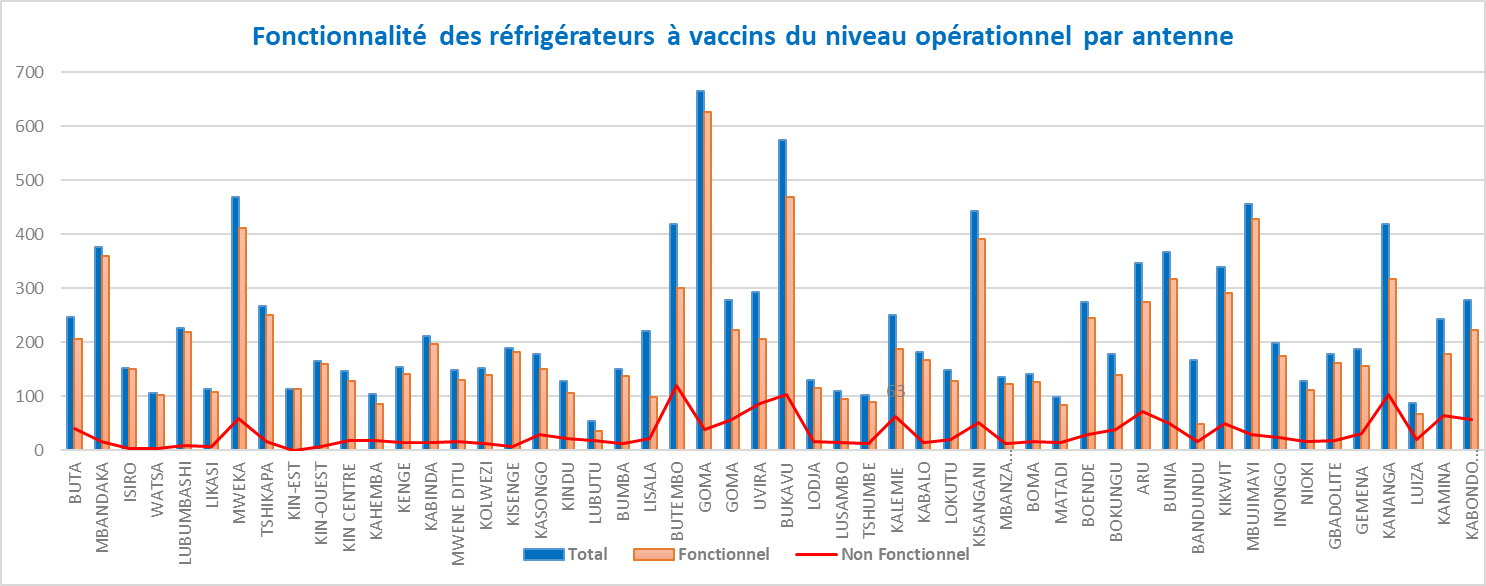 Fonctionnalité des réfrigérateurs à vaccins du niveau opérationnel par antenne
700
600
500
400
300
200
100
0
63
BUTA
MBANDAKA
ISIRO
WATSA
LUBUMBASHI
LIKASI
MWEKA
TSHIKAPA
KIN-EST
KIN-OUEST
KIN CENTRE
KAHEMBA
KENGE
KABINDA
MWENE DITU
KOLWEZI
KISENGE
KASONGO
KINDU
LUBUTU
BUMBA
LISALA
BUTEMBO
GOMA
GOMA
UVIRA
BUKAVU
LODJA
LUSAMBO
TSHUMBE
KALEMIE
KABALO
LOKUTU
KISANGANI
MBANZA...
BOMA
MATADI
BOENDE
BOKUNGU
ARU
BUNIA
BANDUNDU
KIKWIT
MBUJIMAYI
INONGO
NIOKI
GBADOLITE
GEMENA
KANANGA
LUIZA
KAMINA
KABONDO...
Total Fonctionnel Non Fonctionnel